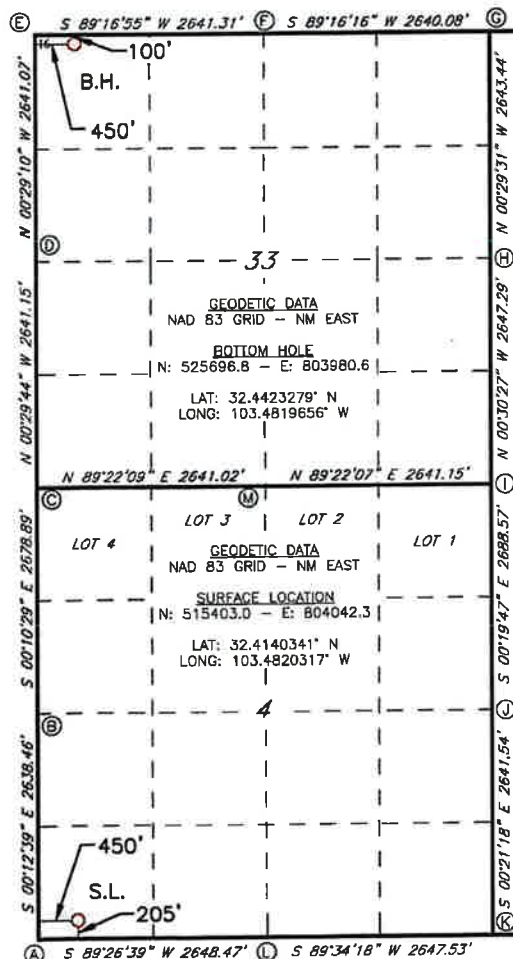 E S 89°16'55" W 2641.31' F S 89°16'16" W 2640.08' G
100'
B.H.
450'
N 00°29'10" W 2641.07'
N 00°29'31" W 2643.44'
D 33 H
GEODETIC DATA
NAD 83 GRID - NM EAST
BOTTOM HOLE
N: 525696.8 - E: 803980.6
LAT: 32.4423279° N
LONG: 103.4819656° W
N 00°29'44" W 2641.15'
N 00°30'27" W 2647.29'
N 89°22'09" E 2641.02' N 89°22'07" E 2641.15'
C M I
LOT 4 LOT 3 LOT 2 LOT 1
GEODETIC DATA
NAD 83 GRID - NM EAST
SURFACE LOCATION
N: 515403.0 - E: 804042.3
LAT: 32.4140341° N
LONG: 103.4820317° W
S 00°10'29" E 2678.89'
S 00°19'47" E 2688.57'
B 4 J
S 00°12'39" E 2638.46'
S 00°21'18" E 2641.54'
450'
S.L.
205'
K
A S 89°26'39" W 2648.47' L S 89°34'18" W 2647.53'